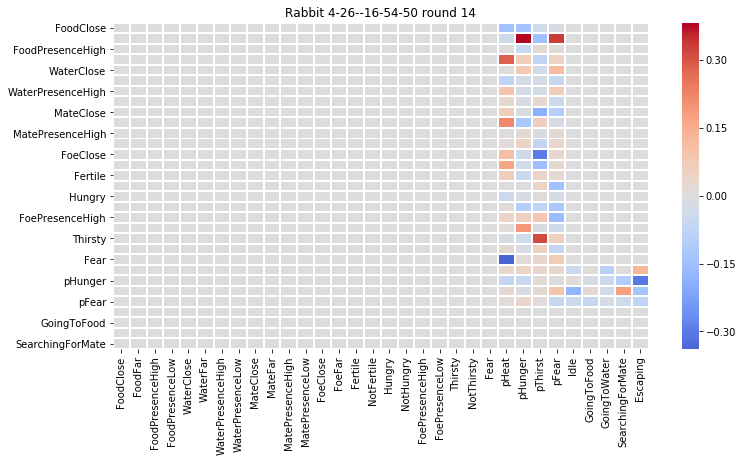 Rabbit 4-26--16-54-50 round 14
FoodClose
FoodPresenceHigh
WaterClose
WaterPresenceHigh
MateClose
MatePresenceHigh
FoeClose
Fertile
Hungry
FoePresenceHigh
Thirsty
Fear
pHunger
pFear
GoingToFood
SearchingForMate
0.30
0.15
0.00
−0.15
−0.30
FoodClose
FoodFar
FoodPresenceHigh
FoodPresenceLow
WaterClose
WaterFar
WaterPresenceHigh
WaterPresenceLow
MateClose
MateFar
MatePresenceHigh
MatePresenceLow
FoeClose
FoeFar
Fertile
NotFertile
Hungry
NotHungry
FoePresenceHigh
FoePresenceLow
Thirsty
NotThirsty
Fear
pHeat
pHunger
pThirst
pFear
Idle
GoingToFood
GoingToWater
SearchingForMate
Escaping